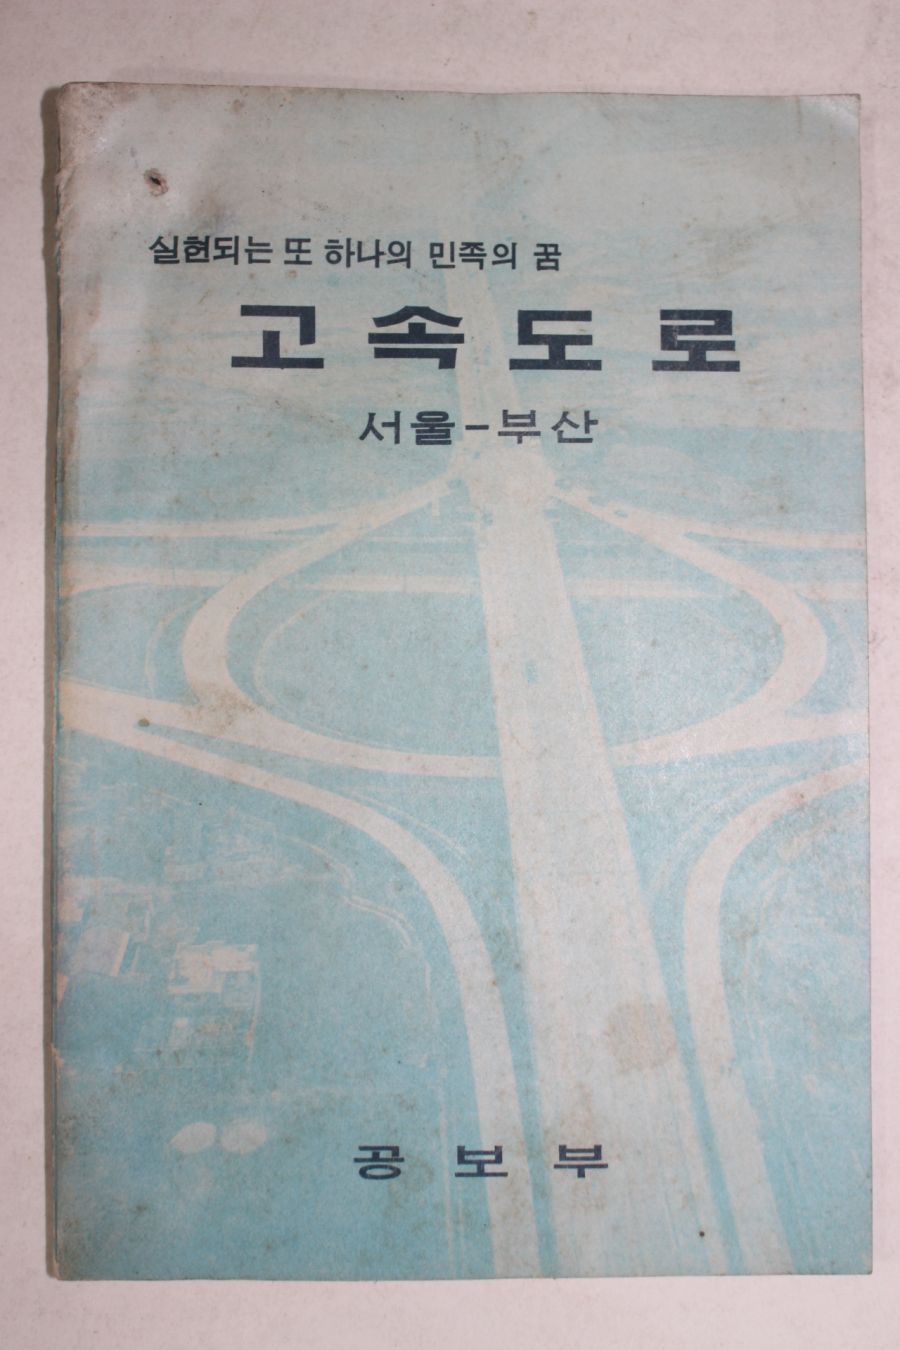 실현되는 또 하나의 민족의 꿈
고속도로
서울-부산
공보부